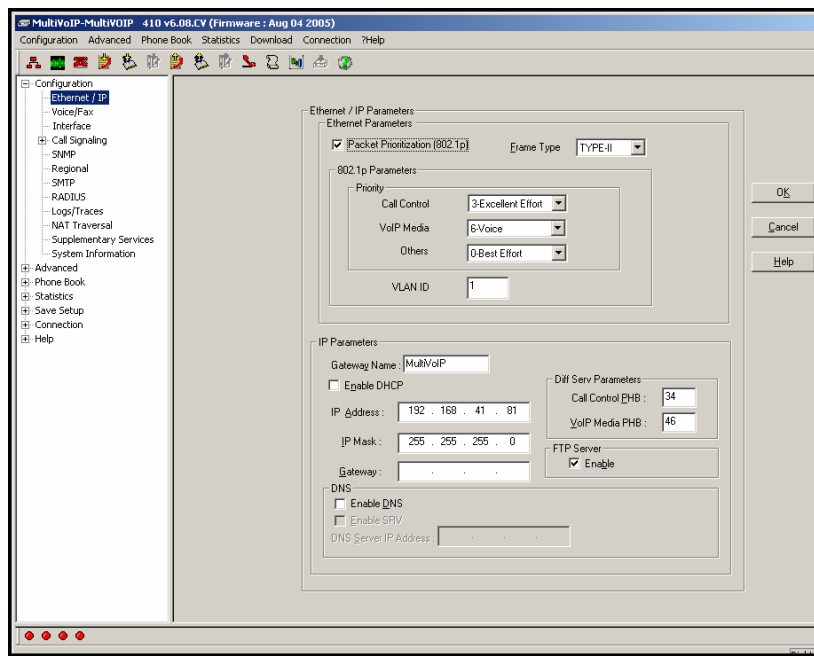 MultiVoIP-MultiVOIP 410 v6.08.CV (Firmware : Aug 04 2005)
Configuration Advanced Phone Book Statistics Download Connection ?Help
Configuration
Ethernet / IP
Voice/Fax
Interface
Call Signaling
SNMP
Regional
SMTP
RADIUS
Logs/Traces
NAT Traversal
Supplementary Services
System Information
Advanced
Phone Book
Statistics
Save Setup
Connection
Help
Ethernet / IP Parameters
Ethernet Parameters
Packet Prioritization (802.1p)
Frame Type TYPE-II
802.1p Parameters
Priority
Call Control 3-Excellent Effort
VoIP Media 6-Voice
Others 0-Best Effort
VLAN ID 1
OK
Cancel
Help
IP Parameters
Gateway Name : MultiVoIP
Enable DHCP
IP Address : 192 . 168 . 41 . 81
IP Mask : 255 . 255 . 255 . 0
Gateway : . . .
Diff Serv Parameters
Call Control PHB : 34
VoIP Media PHB : 46
FTP Server
Enable
DNS
Enable DNS
Enable SRV
DNS Server IP Address : . . .